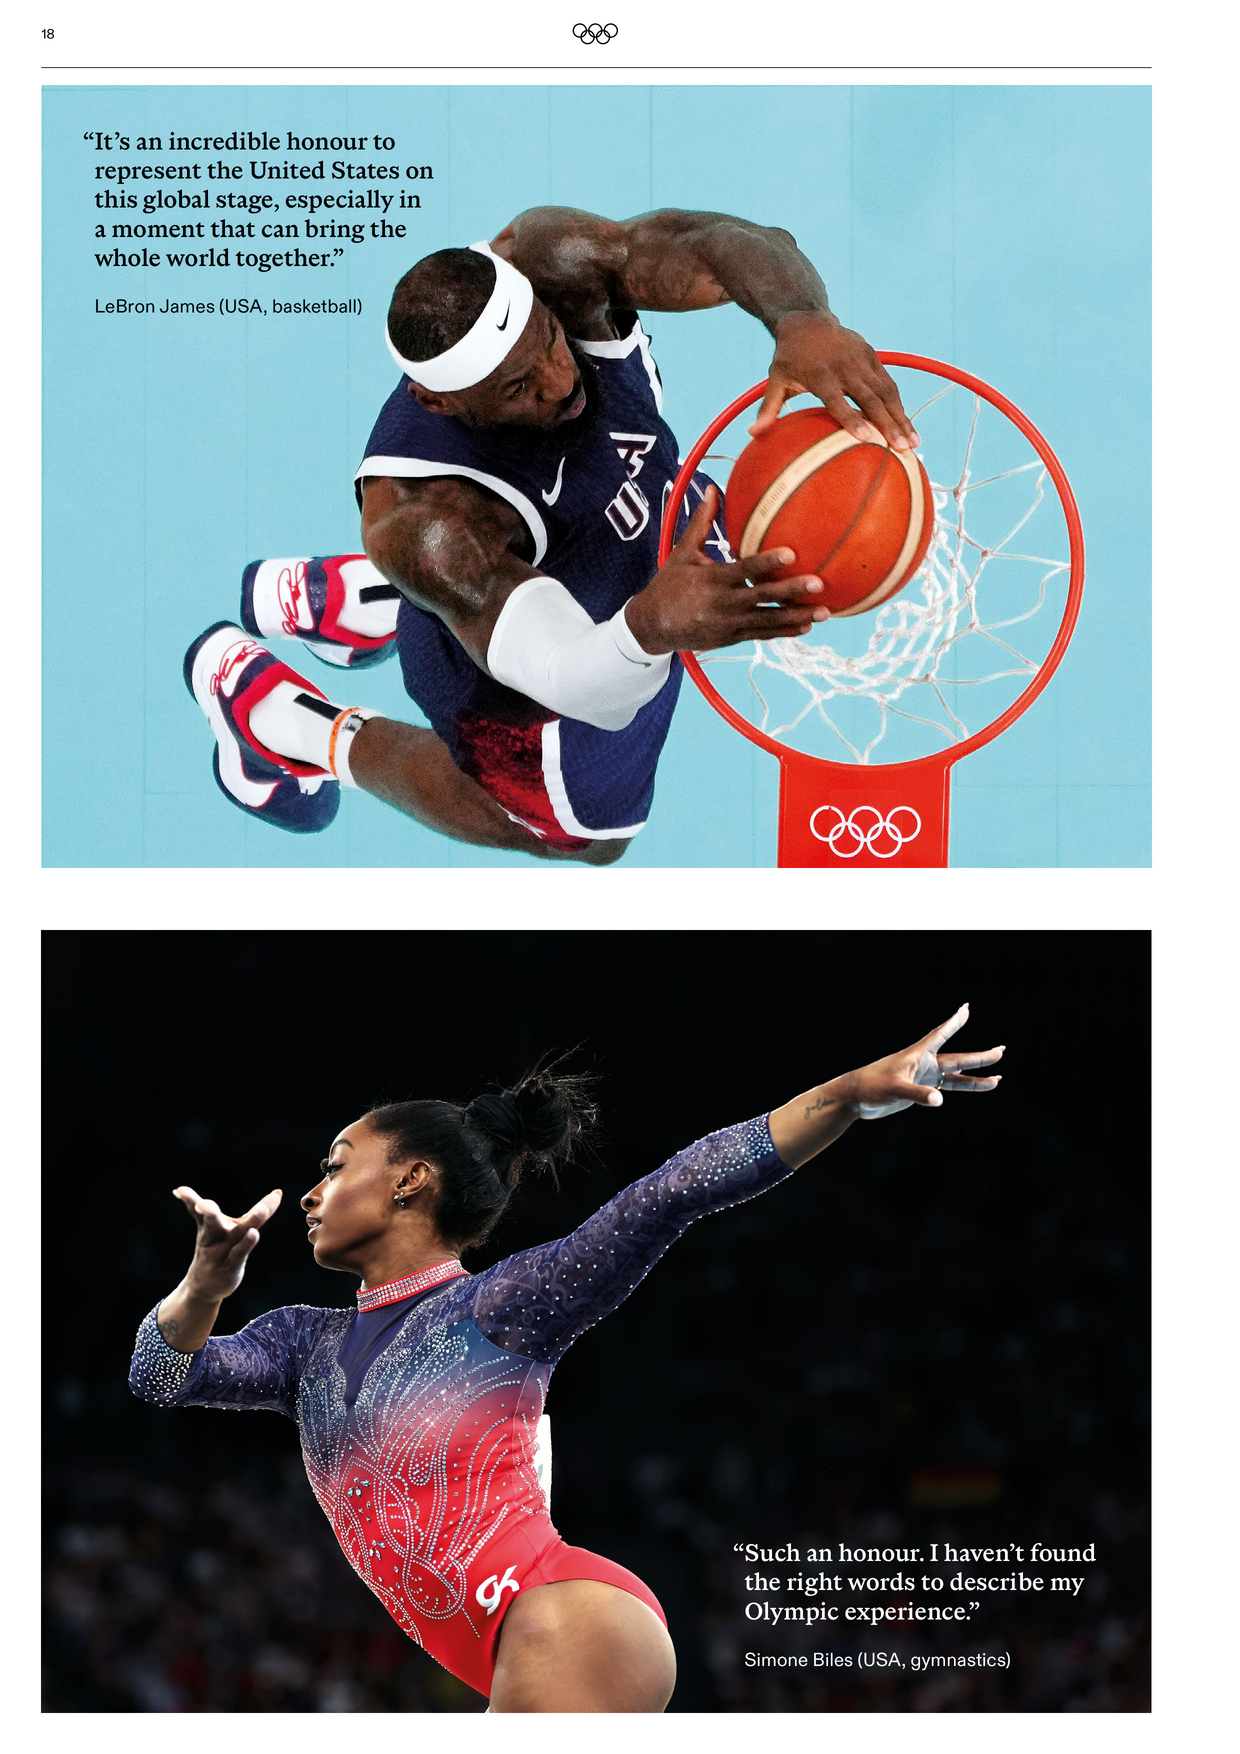 18
“It’s an incredible honour to
represent the United States on
this global stage, especially in
a moment that can bring the
whole world together.”
LeBron James (USA, basketball)
USA
golden
GK
“Such an honour. I haven’t found
the right words to describe my
Olympic experience.”
Simone Biles (USA, gymnastics)